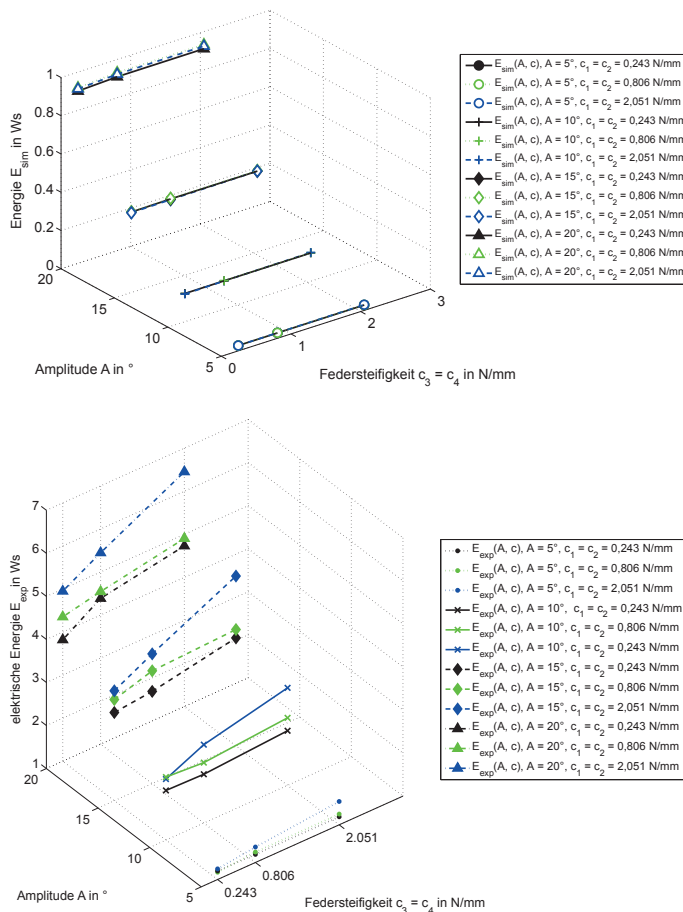 1
0.8
0.6
0.4
0.2
0
Energie E_sim in Ws
20
15
10
5
Amplitude A in °
0
1
2
3
Federsteifigkeit c_3 = c_4 in N/mm
E_sim(A, c), A = 5°, c_1 = c_2 = 0,243 N/mm
E_sim(A, c), A = 5°, c_1 = c_2 = 0,806 N/mm
E_sim(A, c), A = 5°, c_1 = c_2 = 2,051 N/mm
E_sim(A, c), A = 10°, c_1 = c_2 = 0,243 N/mm
E_sim(A, c), A = 10°, c_1 = c_2 = 0,806 N/mm
E_sim(A, c), A = 10°, c_1 = c_2 = 2,051 N/mm
E_sim(A, c), A = 15°, c_1 = c_2 = 0,243 N/mm
E_sim(A, c), A = 15°, c_1 = c_2 = 0,806 N/mm
E_sim(A, c), A = 15°, c_1 = c_2 = 2,051 N/mm
E_sim(A, c), A = 20°, c_1 = c_2 = 0,243 N/mm
E_sim(A, c), A = 20°, c_1 = c_2 = 0,806 N/mm
E_sim(A, c), A = 20°, c_1 = c_2 = 2,051 N/mm
7
6
5
4
3
2
1
elektrische Energie E_exp in Ws
20
15
10
5
Amplitude A in °
0.243
0.806
2.051
Federsteifigkeit c_3 = c_4 in N/mm
E_exp(A, c), A = 5°, c_1 = c_2 = 0,243 N/mm
E_exp(A, c), A = 5°, c_1 = c_2 = 0,806 N/mm
E_exp(A, c), A = 5°, c_1 = c_2 = 2,051 N/mm
E_exp(A, c), A = 10°, c_1 = c_2 = 0,243 N/mm
E_exp(A, c), A = 10°, c_1 = c_2 = 0,806 N/mm
E_exp(A, c), A = 10°, c_1 = c_2 = 0,243 N/mm
E_exp(A, c), A = 15°, c_1 = c_2 = 0,243 N/mm
E_exp(A, c), A = 15°, c_1 = c_2 = 0,806 N/mm
E_exp(A, c), A = 15°, c_1 = c_2 = 2,051 N/mm
E_exp(A, c), A = 20°, c_1 = c_2 = 0,243 N/mm
E_exp(A, c), A = 20°, c_1 = c_2 = 0,806 N/mm
E_exp(A, c), A = 20°, c_1 = c_2 = 2,051 N/mm